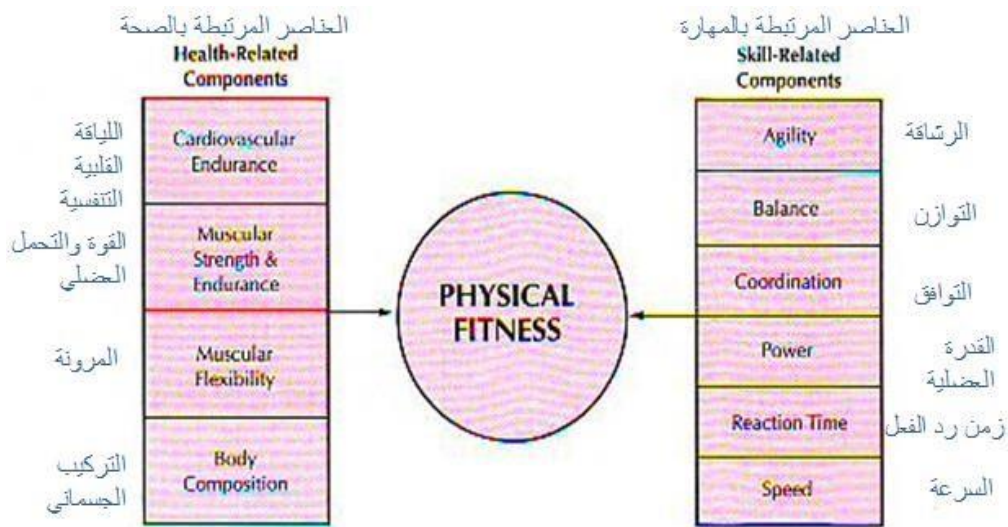 العناصر المرتبطة بالصحة
Health-Related
Components
اللياقة
القلبية
التنفسية
Cardiovascular
Endurance
القوة والتحمل
العضلي
Muscular
Strength &
Endurance
المرونة
Muscular
Flexibility
التركيب
الجسماني
Body
Composition
PHYSICAL
FITNESS
العناصر المرتبطة بالمهارة
Skill-Related
Components
Agility
الرشاقة
Balance
التوازن
Coordination
التوافق
Power
القدرة
العضلية
Reaction Time
زمن رد الفعل
Speed
السرعة